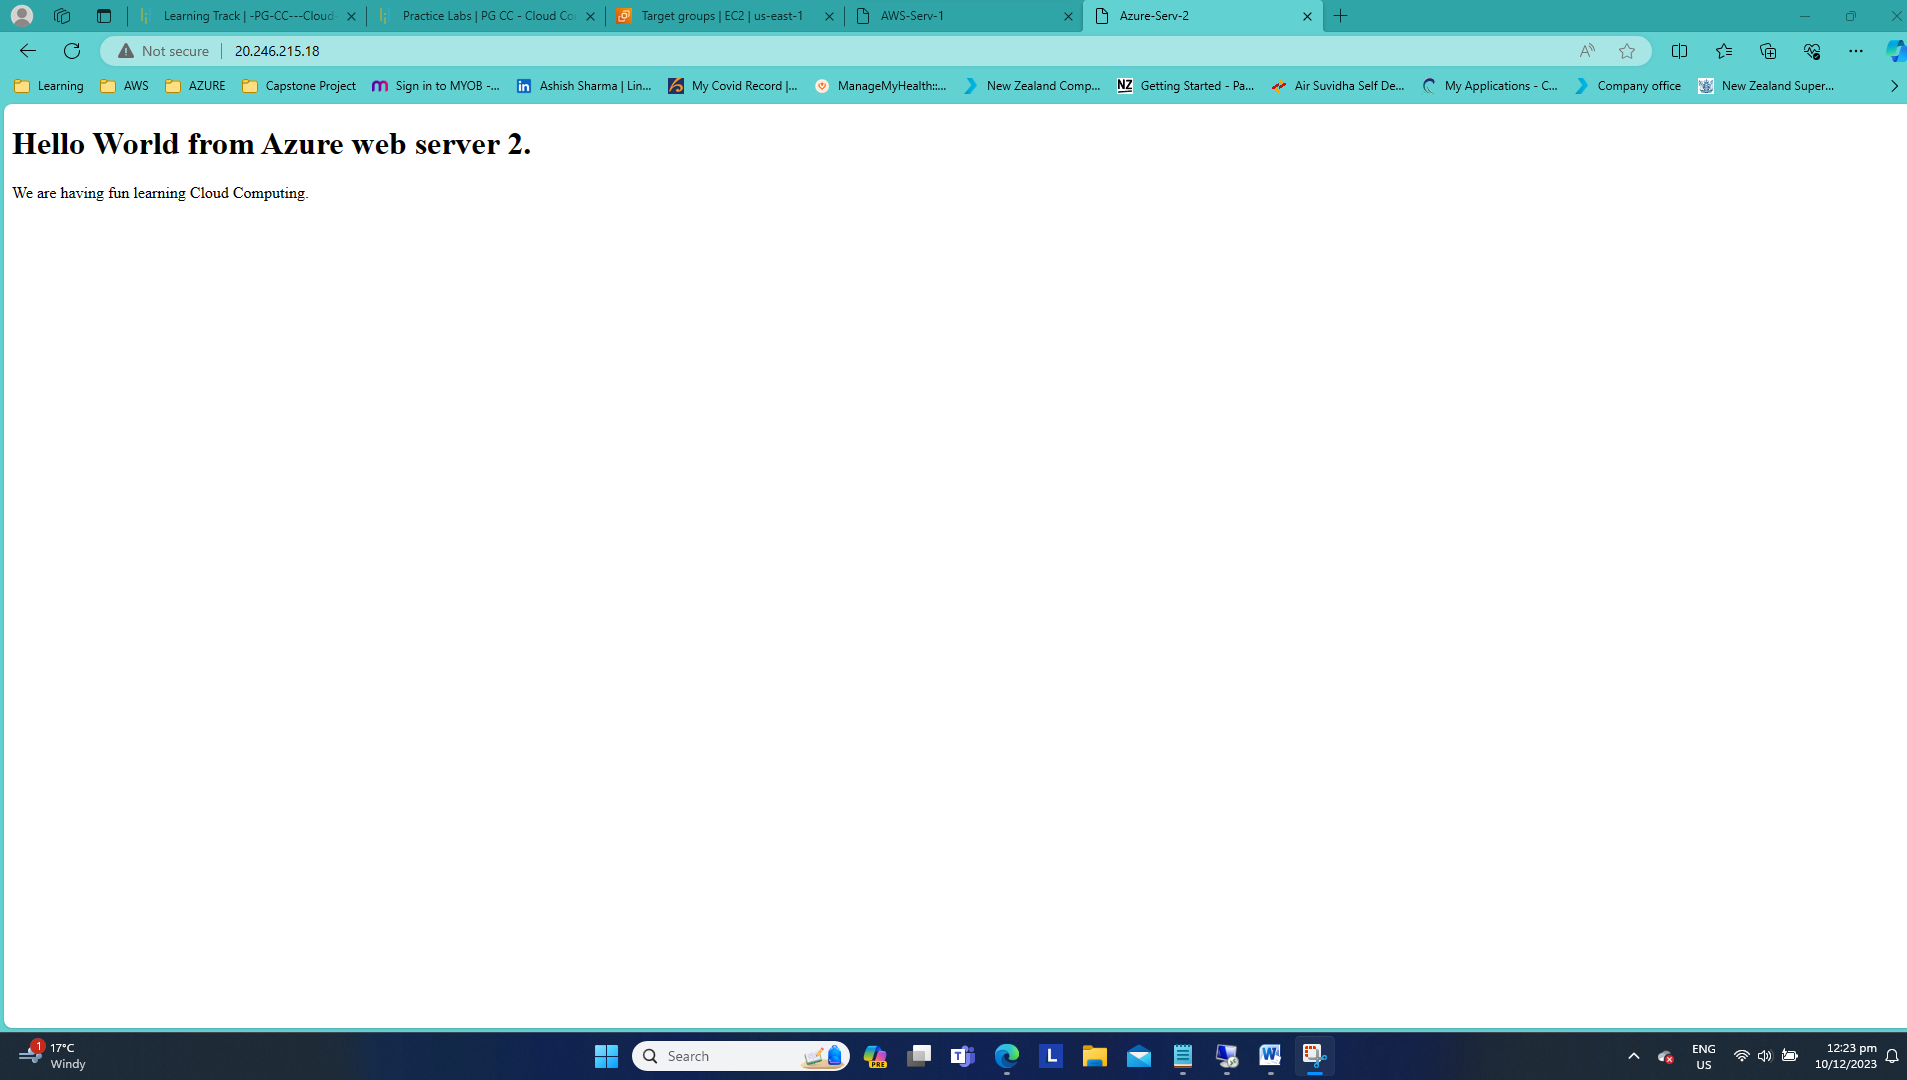 Learning Track | -PG-CC---Cloud-
Practice Labs | PG CC - Cloud Co
Target groups | EC2 | us-east-1
AWS-Serv-1
Azure-Serv-2
Not secure
20.246.215.18
Learning
AWS
AZURE
Capstone Project
Sign in to MYOB -...
Ashish Sharma | Lin...
My Covid Record |...
ManageMyHealth::...
New Zealand Comp...
NZ
Getting Started - Pa...
Air Suvidha Self De...
My Applications - C...
Company office
New Zealand Super...
Hello World from Azure web server 2.
We are having fun learning Cloud Computing.
1
17°C
Windy
Search
PRE
L
ENG
US
12:23 pm
10/12/2023